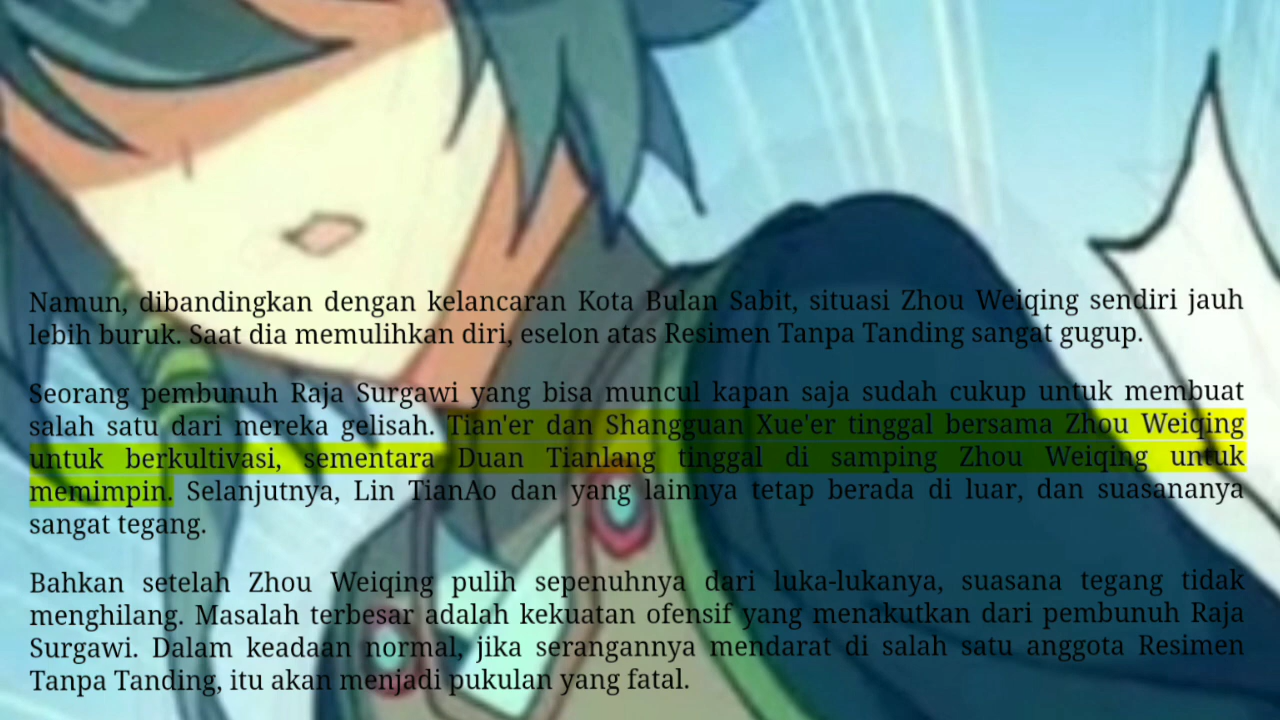 Namun, dibandingkan dengan kelancaran Kota Bulan Sabit, situasi Zhou Weiqing sendiri jauh
lebih buruk. Saat dia memulihkan diri, eselon atas Resimen Tanpa Tanding sangat gugup.
Seorang pembunuh Raja Surgawi yang bisa muncul kapan saja sudah cukup untuk membuat
salah satu dari mereka gelisah. Tian'er dan Shangguan Xue'er tinggal bersama Zhou Weiqing
untuk berkultivasi, sementara Duan Tianlang tinggal di samping Zhou Weiqing untuk
memimpin. Selanjutnya, Lin TianAo dan yang lainnya tetap berada di luar, dan suasananya
sangat tegang.
Bahkan setelah Zhou Weiqing pulih sepenuhnya dari luka-lukanya, suasana tegang tidak
menghilang. Masalah terbesar adalah kekuatan ofensif yang menakutkan dari pembunuh Raja
Surgawi. Dalam keadaan normal, jika serangannya mendarat di salah satu anggota Resimen
Tanpa Tanding, itu akan menjadi pukulan yang fatal.